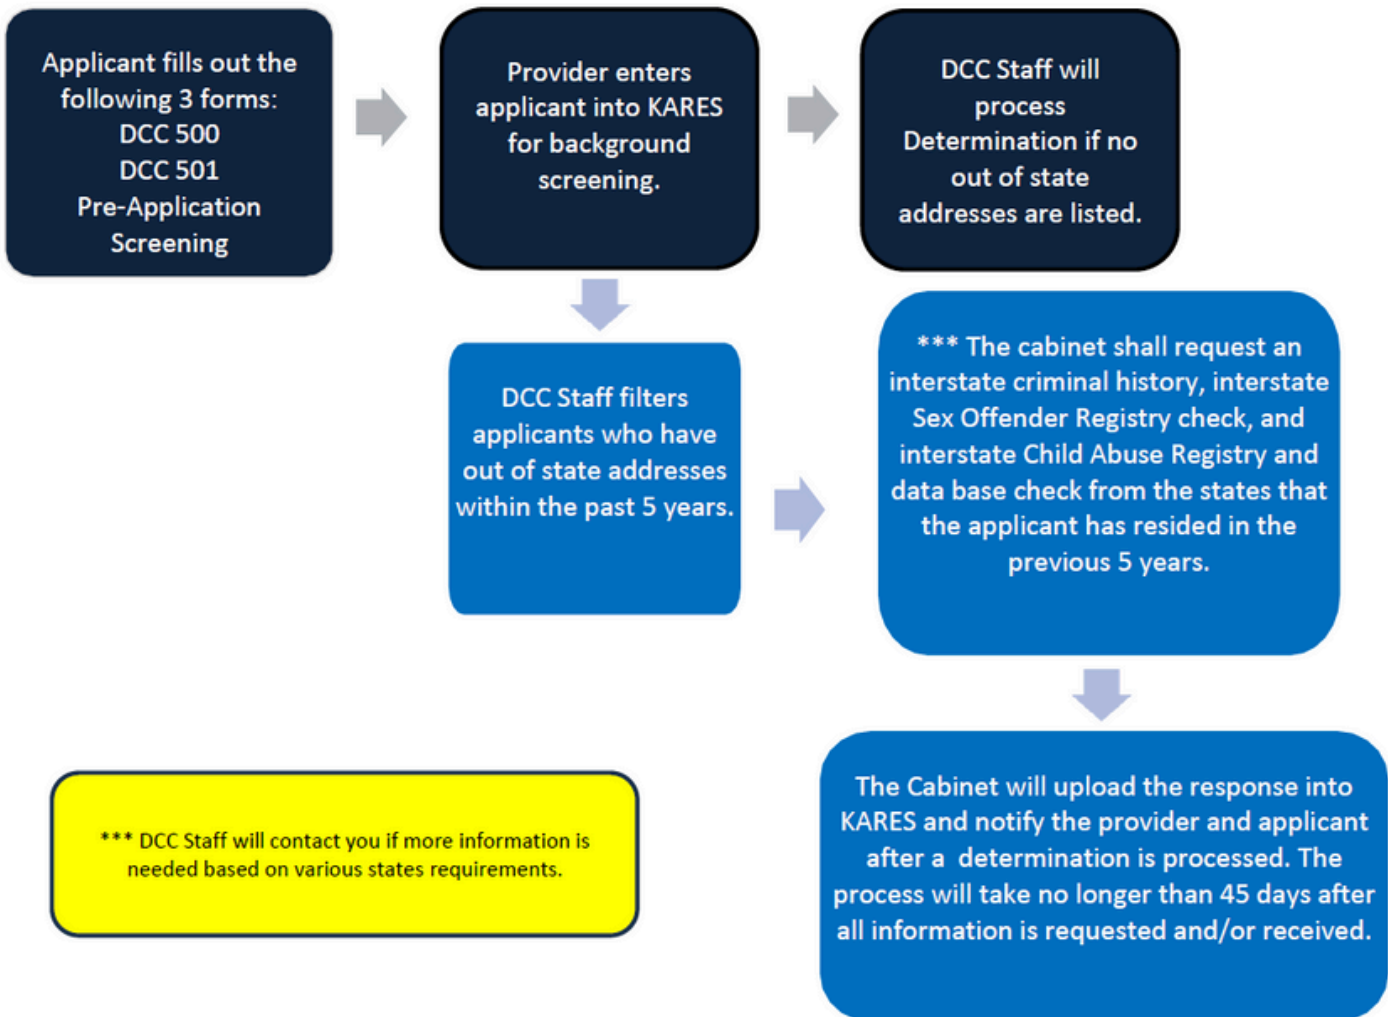 Applicant fills out the
following 3 forms:
DCC 500
DCC 501
Pre-Application
Screening
Provider enters
applicant into KARES
for background
screening.
DCC Staff will
process
Determination if no
out of state
addresses are listed.
DCC Staff filters
applicants who have
out of state addresses
within the past 5 years.
*** The cabinet shall request an
interstate criminal history, interstate
Sex Offender Registry check, and
interstate Child Abuse Registry and
data base check from the states that
the applicant has resided in the
previous 5 years.
*** DCC Staff will contact you if more information is
needed based on various states requirements.
The Cabinet will upload the response into
KARES and notify the provider and applicant
after a determination is processed. The
process will take no longer than 45 days after
all information is requested and/or received.